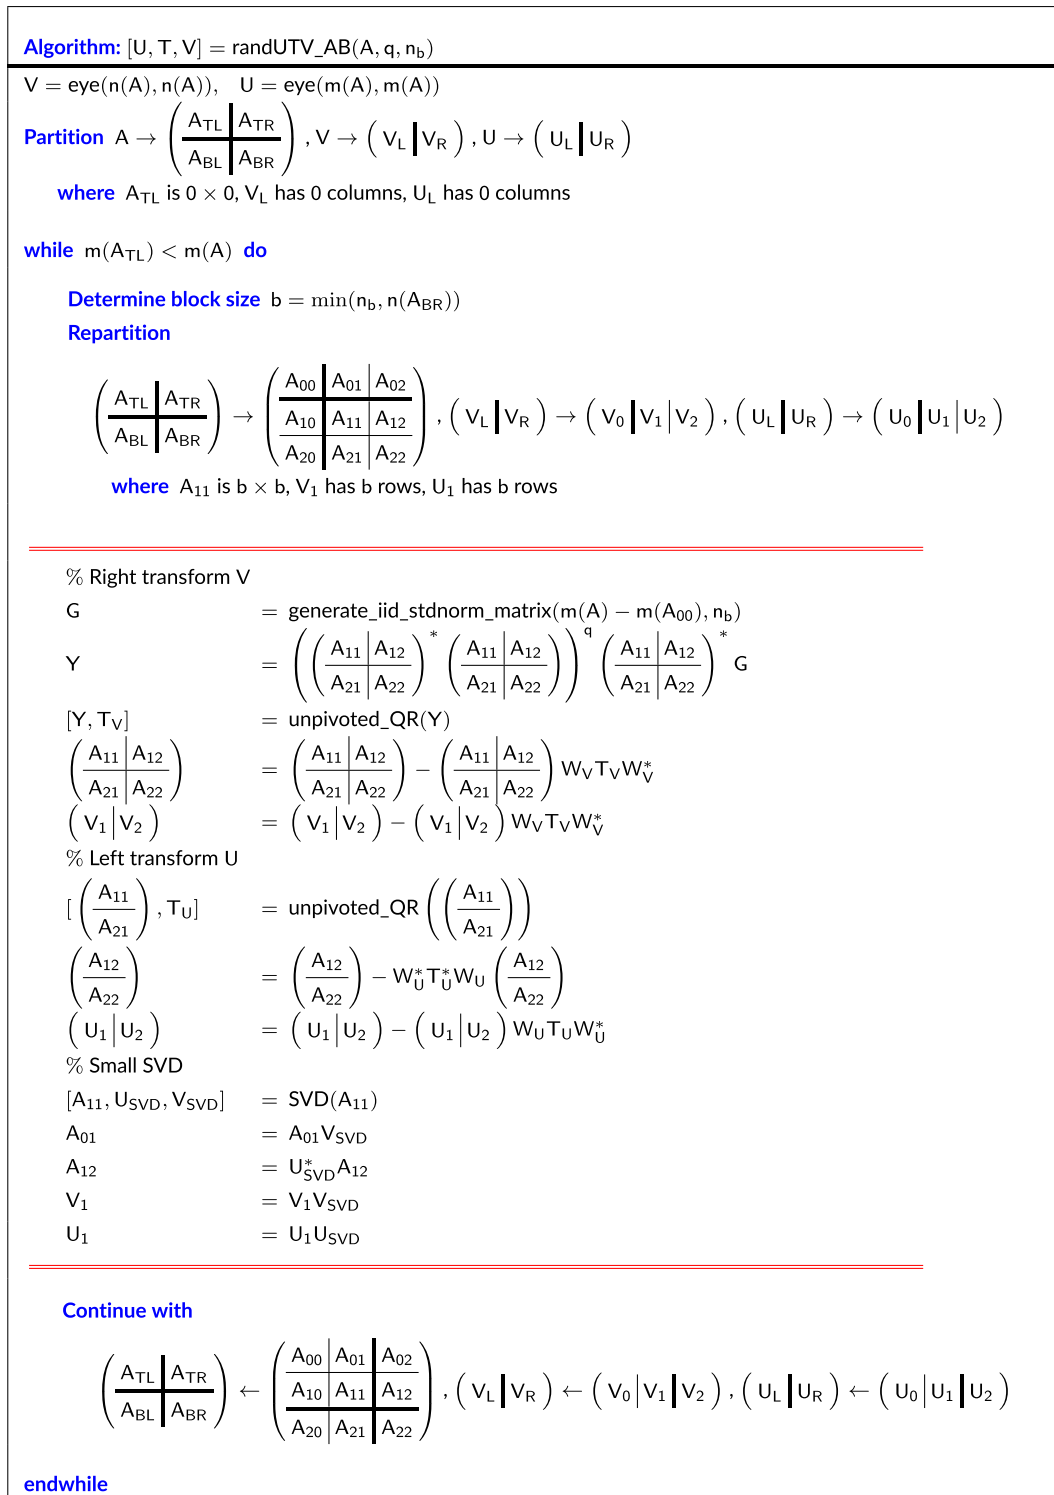 Algorithm: [U, T, V] = randUTV_AB(A, q, n_b)
V = eye(n(A), n(A)), U = eye(m(A), m(A))
Partition A → ( A_TL | A_TR ; A_BL | A_BR ) , V → ( V_L | V_R ) , U → ( U_L | U_R )
where A_TL is 0 × 0, V_L has 0 columns, U_L has 0 columns
while m(A_TL) < m(A) do
Determine block size b = min(n_b, n(A_BR))
Repartition
( A_TL | A_TR ; A_BL | A_BR ) → ( A_00 | A_01 | A_02 ; A_10 | A_11 | A_12 ; A_20 | A_21 | A_22 ) , ( V_L | V_R ) → ( V_0 | V_1 | V_2 ) , ( U_L | U_R ) → ( U_0 | U_1 | U_2 )
where A_11 is b × b, V_1 has b rows, U_1 has b rows
% Right transform V
G = generate_iid_stdnorm_matrix(m(A) − m(A_00), n_b)
Y = ( ( A_11 | A_12 ; A_21 | A_22 )^* ( A_11 | A_12 ; A_21 | A_22 ) )^q ( A_11 | A_12 ; A_21 | A_22 )^* G
[Y, T_V] = unpivoted_QR(Y)
( A_11 | A_12 ; A_21 | A_22 ) = ( A_11 | A_12 ; A_21 | A_22 ) − ( A_11 | A_12 ; A_21 | A_22 ) W_V T_V W_V^*
( V_1 | V_2 ) = ( V_1 | V_2 ) − ( V_1 | V_2 ) W_V T_V W_V^*
% Left transform U
[ ( A_11 ; A_21 ) , T_U ] = unpivoted_QR ( ( A_11 ; A_21 ) )
( A_12 ; A_22 ) = ( A_12 ; A_22 ) − W_U^* T_U^* W_U ( A_12 ; A_22 )
( U_1 | U_2 ) = ( U_1 | U_2 ) − ( U_1 | U_2 ) W_U T_U W_U^*
% Small SVD
[A_11, U_SVD, V_SVD] = SVD(A_11)
A_01 = A_01 V_SVD
A_12 = U_SVD^* A_12
V_1 = V_1 V_SVD
U_1 = U_1 U_SVD
Continue with
( A_TL | A_TR ; A_BL | A_BR ) ← ( A_00 | A_01 | A_02 ; A_10 | A_11 | A_12 ; A_20 | A_21 | A_22 ) , ( V_L | V_R ) ← ( V_0 | V_1 | V_2 ) , ( U_L | U_R ) ← ( U_0 | U_1 | U_2 )
endwhile